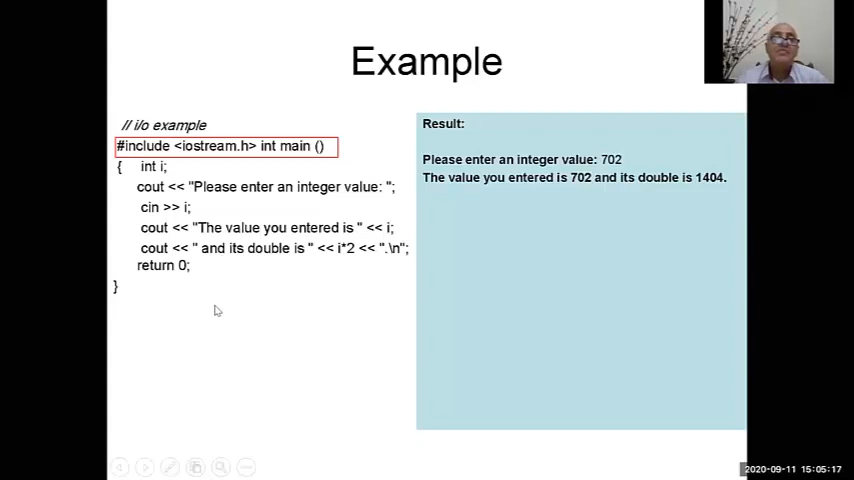 Example
// i/o example
#include <iostream.h> int main ()
{ int i;
cout << "Please enter an integer value: ";
cin >> i;
cout << "The value you entered is " << i;
cout << " and its double is " << i*2 << ".\n";
return 0;
}
Result:
Please enter an integer value: 702
The value you entered is 702 and its double is 1404.
2020-09-11 15:05:17